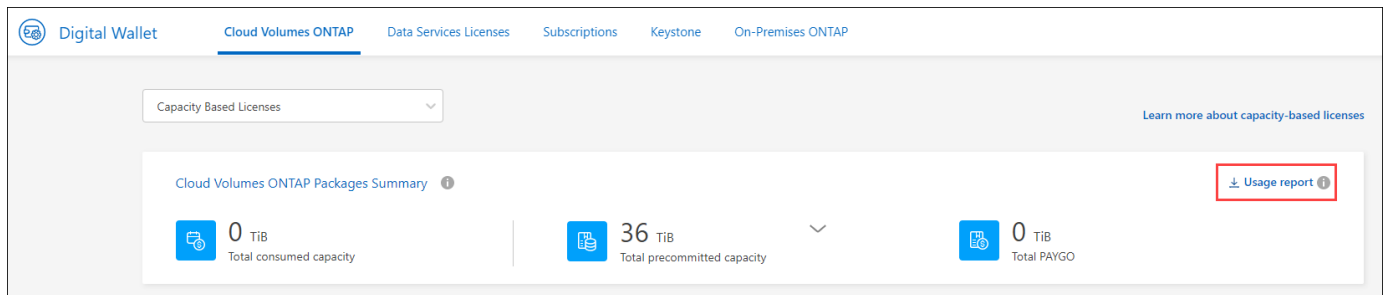 Digital Wallet Cloud Volumes ONTAP Data Services Licenses Subscriptions Keystone On-Premises ONTAP
Capacity Based Licenses
Learn more about capacity-based licenses
Cloud Volumes ONTAP Packages Summary
Usage report
0 TiB
Total consumed capacity
36 TiB
Total precommitted capacity
0 TiB
Total PAYGO